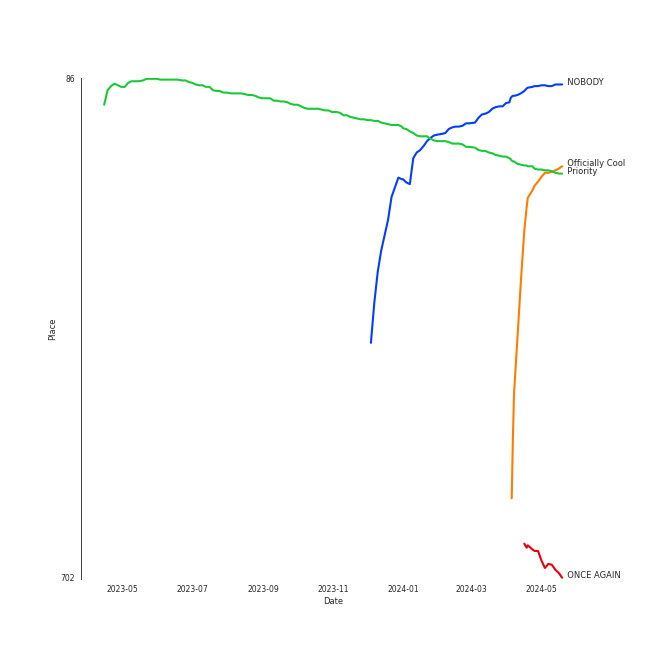 86
NOBODY
Officially Cool
Priority
Place
702
ONCE AGAIN
2023-05 2023-07 2023-09 2023-11 2024-01 2024-03 2024-05
Date